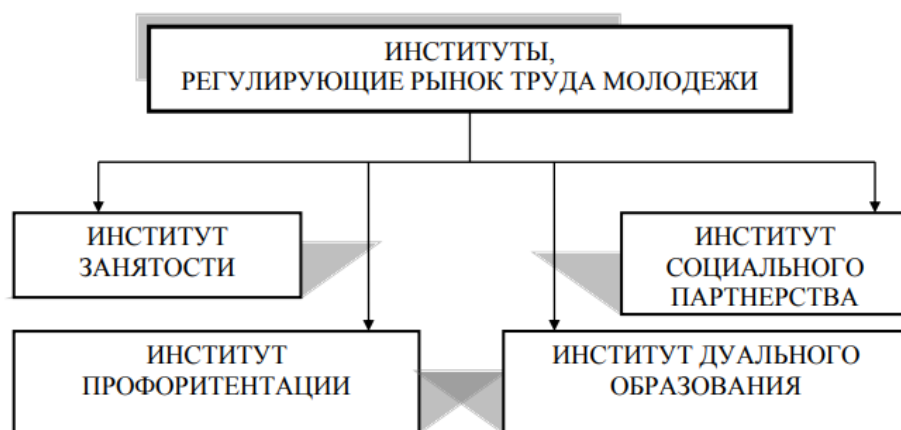 ИНСТИТУТЫ,
РЕГУЛИРУЮЩИЕ РЫНОК ТРУДА МОЛОДЕЖИ
ИНСТИТУТ
ЗАНЯТОСТИ
ИНСТИТУТ
СОЦИАЛЬНОГО
ПАРТНЕРСТВА
ИНСТИТУТ
ПРОФОРИТЕНТАЦИИ
ИНСТИТУТ ДУАЛЬНОГО
ОБРАЗОВАНИЯ